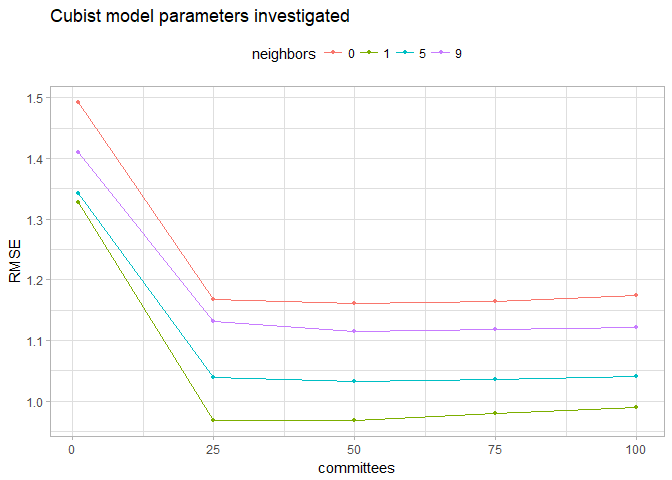 Cubist model parameters investigated
neighbors 0 1 5 9
1.5
1.4
1.3
1.2
1.1
1.0
RMSE
0 25 50 75 100
committees